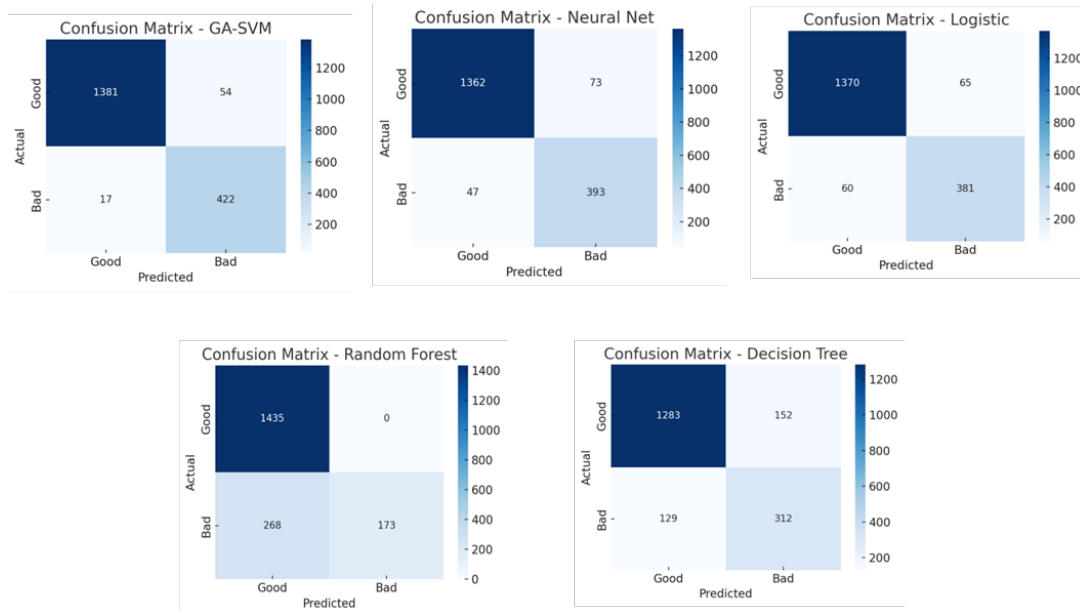 Confusion Matrix - GA-SVM
Good
Bad
Actual
1381
54
17
422
Good
Bad
Predicted
1200
1000
800
600
400
200
Confusion Matrix - Neural Net
Good
Bad
Actual
1362
73
47
393
Good
Bad
Predicted
1200
1000
800
600
400
200
Confusion Matrix - Logistic
Good
Bad
Actual
1370
65
60
381
Good
Bad
Predicted
1200
1000
800
600
400
200
Confusion Matrix - Random Forest
Good
Bad
Actual
1435
0
268
173
Good
Bad
Predicted
1400
1200
1000
800
600
400
200
0
Confusion Matrix - Decision Tree
Good
Bad
Actual
1283
152
129
312
Good
Bad
Predicted
1200
1000
800
600
400
200